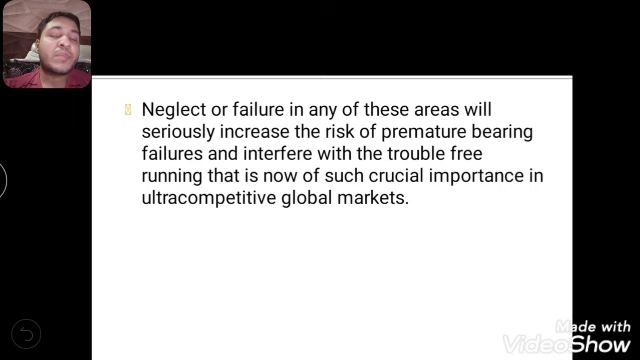 Neglect or failure in any of these areas will
seriously increase the risk of premature bearing
failures and interfere with the trouble free
running that is now of such crucial importance in
ultracompetitive global markets.
Made with
VideoShow